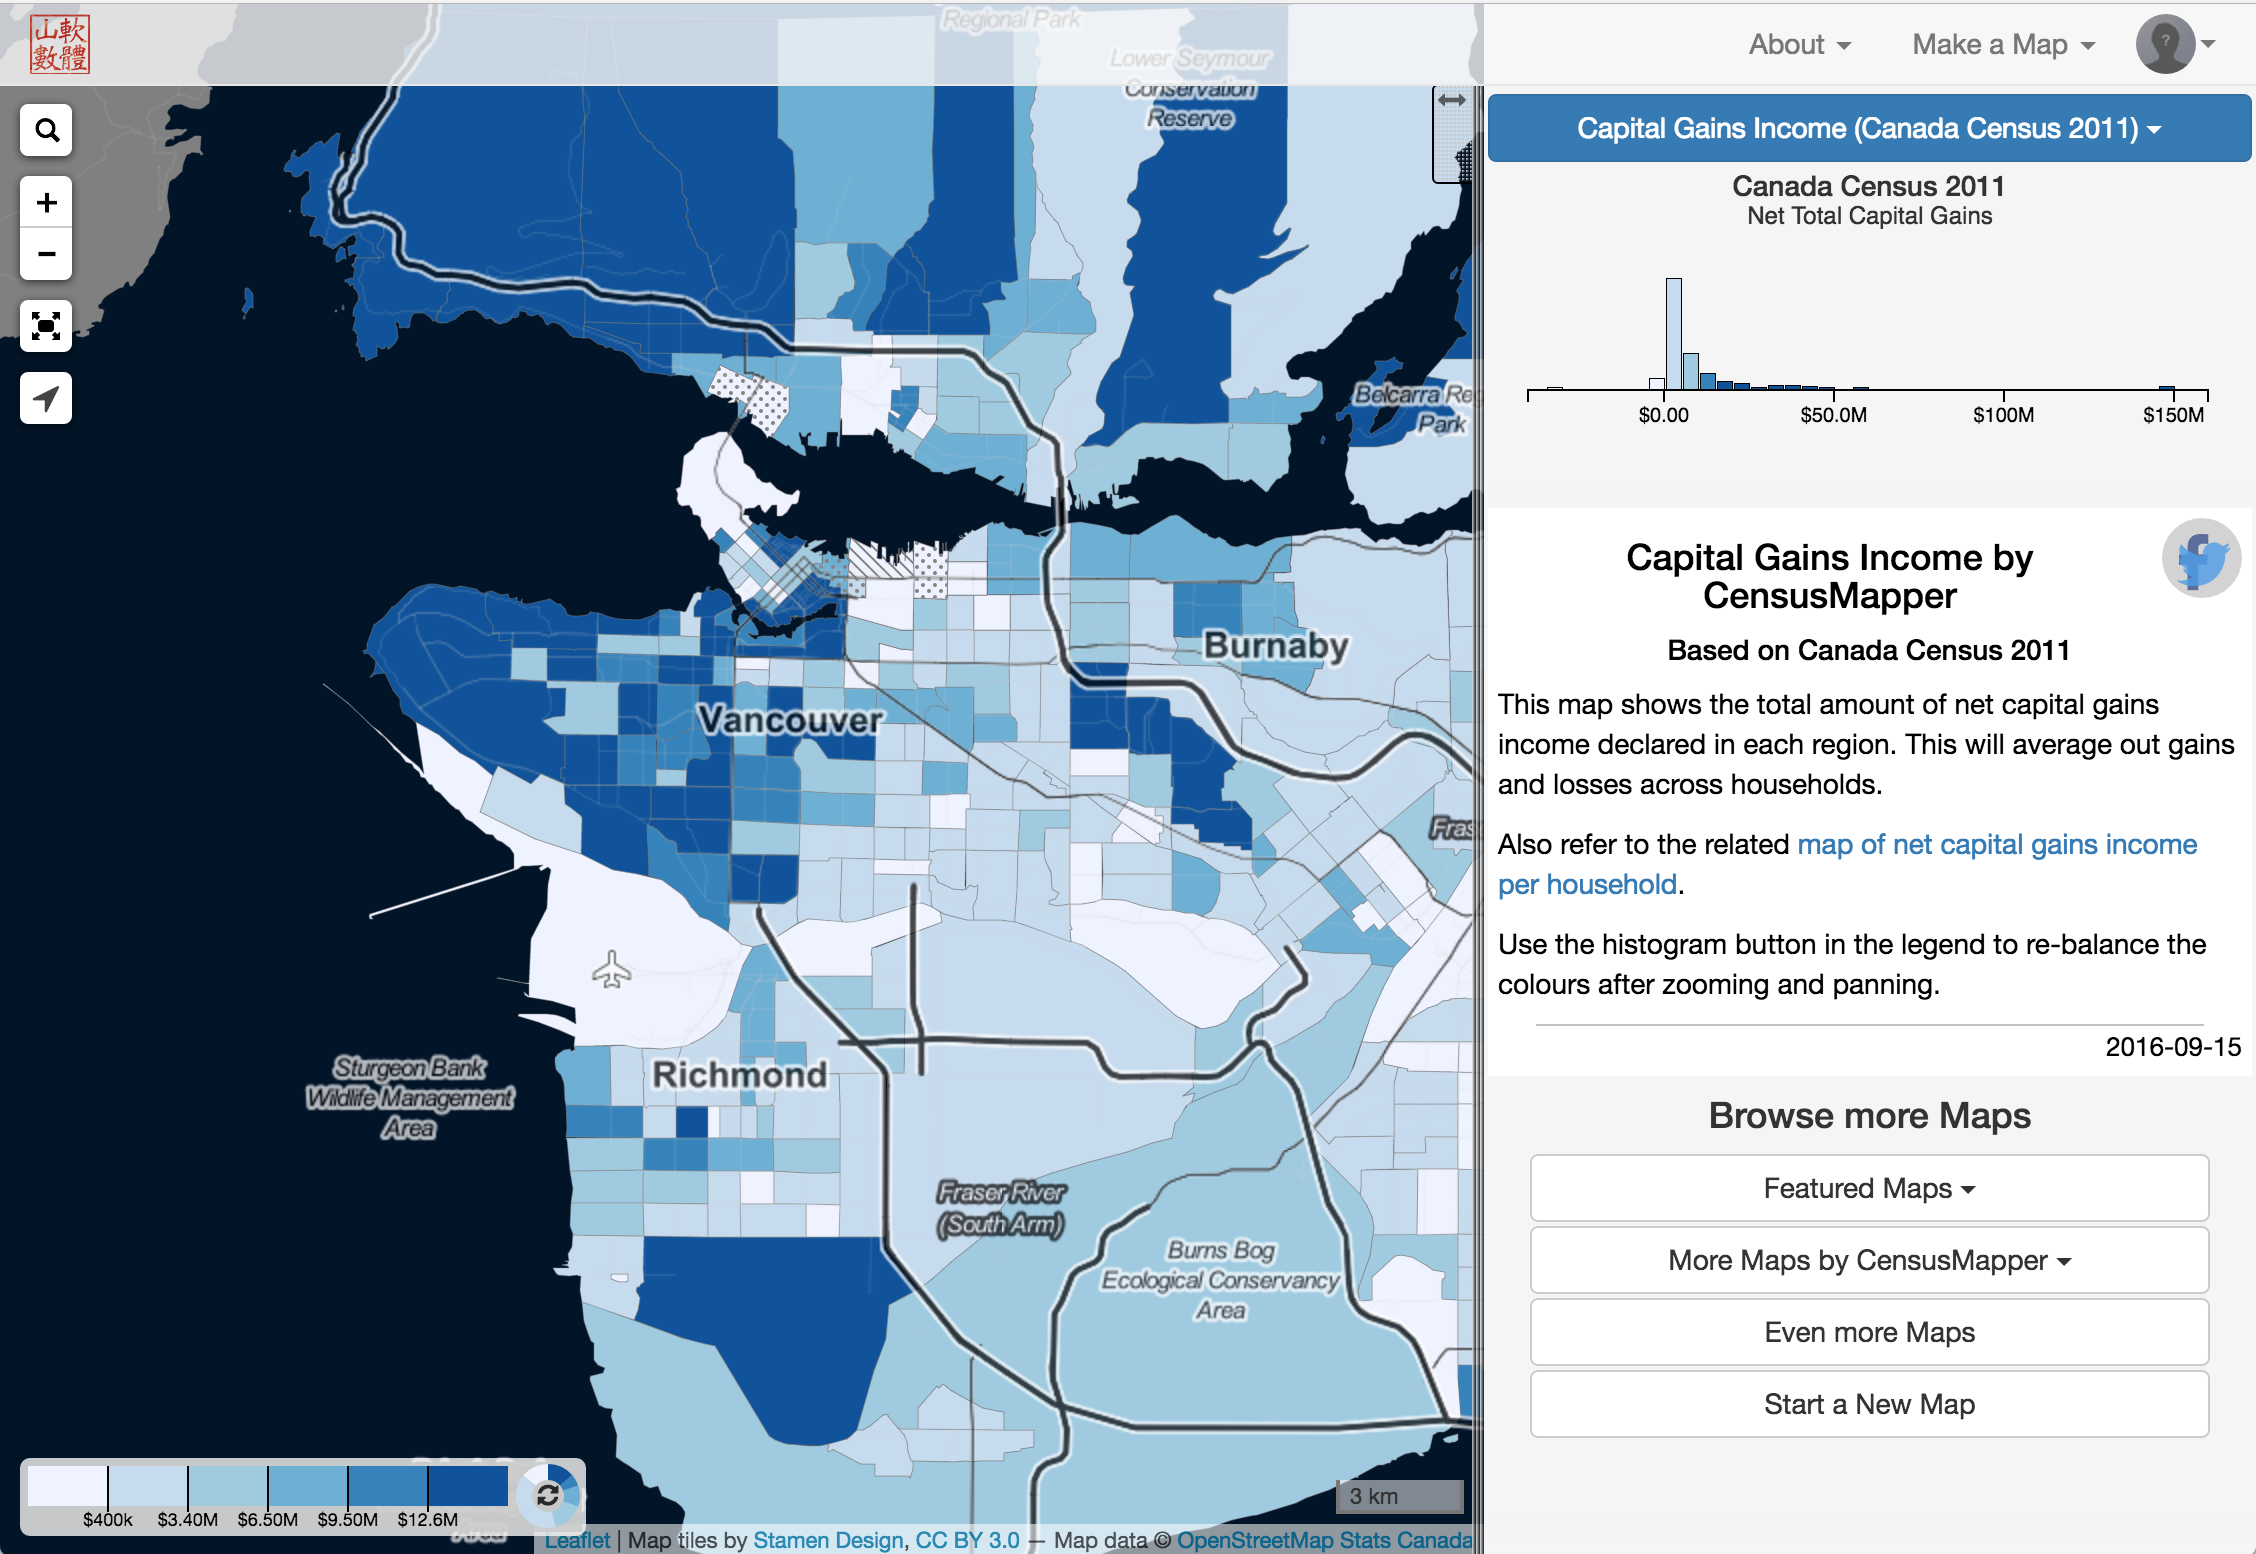 山軟
數體
About
Make a Map
?
Regional Park
Lower Seymour
Conservation
Reserve
Belcarra Reg
Park
Burnaby
Vancouver
Fras
Richmond
Sturgeon Bank
Wildlife Management
Area
Fraser River
(South Arm)
Burns Bog
Ecological Conservancy
Area
Area
$400k $3.40M $6.50M $9.50M $12.6M
3 km
Leaflet | Map tiles by Stamen Design, CC BY 3.0 — Map data © OpenStreetMap Stats Canada
Capital Gains Income (Canada Census 2011)
Canada Census 2011
Net Total Capital Gains
$0.00 $50.0M $100M $150M
Capital Gains Income by
CensusMapper
Based on Canada Census 2011
This map shows the total amount of net capital gains
income declared in each region. This will average out gains
and losses across households.
Also refer to the related map of net capital gains income
per household.
Use the histogram button in the legend to re-balance the
colours after zooming and panning.
2016-09-15
Browse more Maps
Featured Maps
More Maps by CensusMapper
Even more Maps
Start a New Map